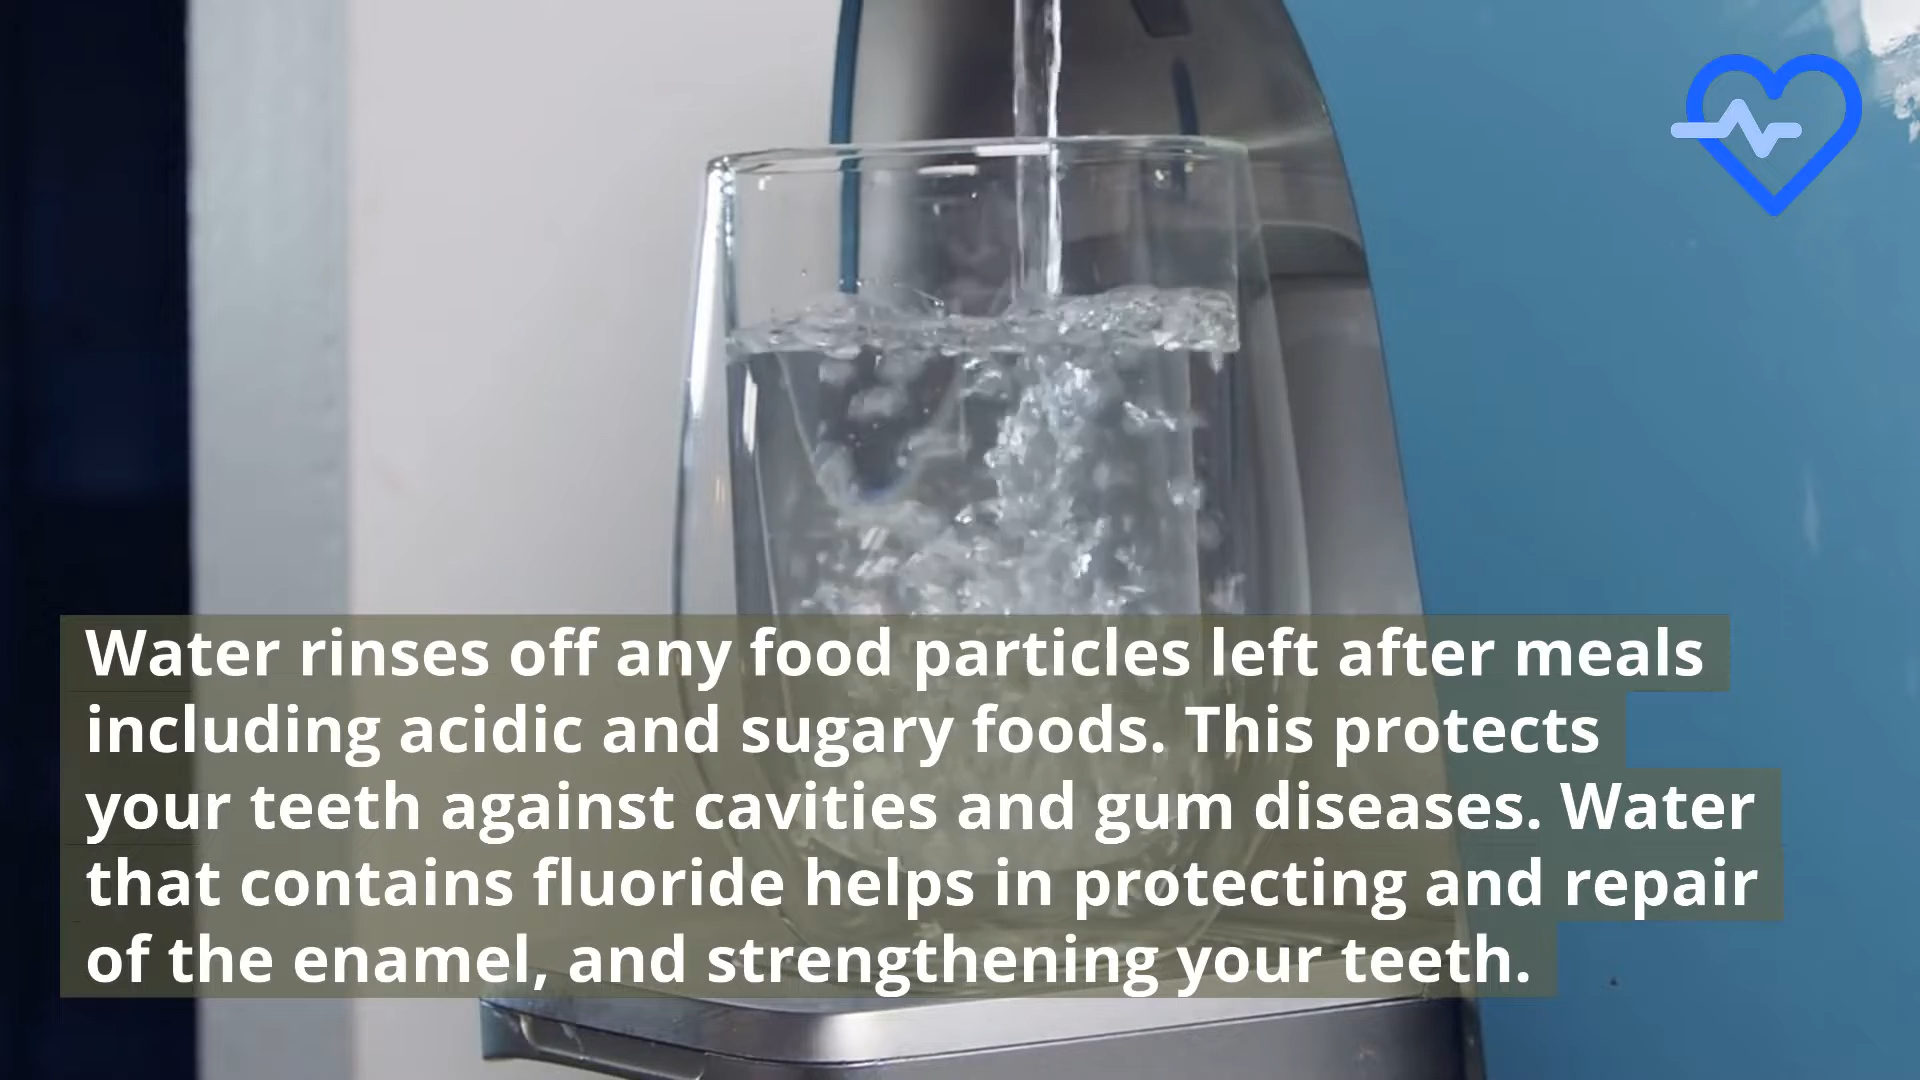 Water rinses off any food particles left after meals
including acidic and sugary foods. This protects
your teeth against cavities and gum diseases. Water
that contains fluoride helps in protecting and repair
of the enamel, and strengthening your teeth.